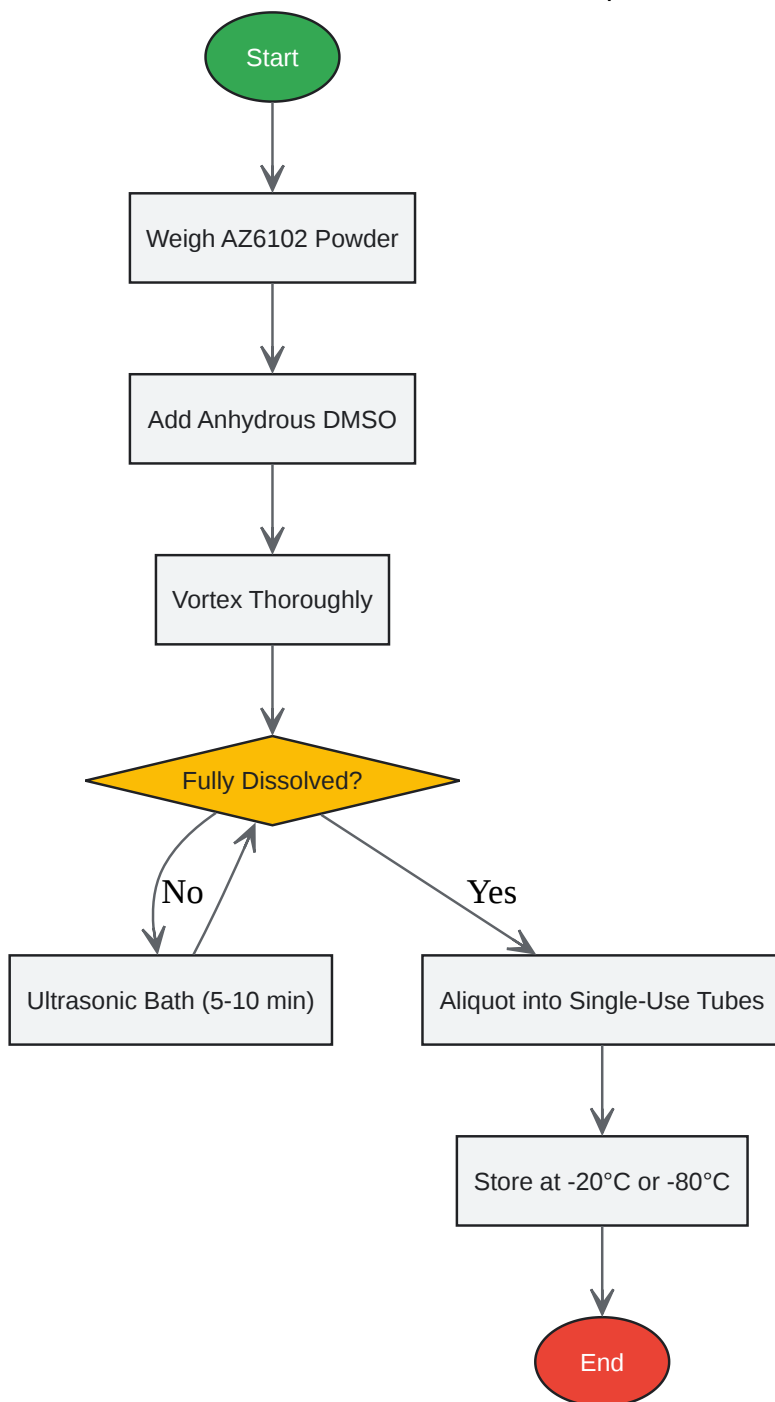 Start
Weigh AZ6102 Powder
Add Anhydrous DMSO
Vortex Thoroughly
Fully Dissolved?
No
Yes
Ultrasonic Bath (5-10 min)
Aliquot into Single-Use Tubes
Store at -20°C or -80°C
End